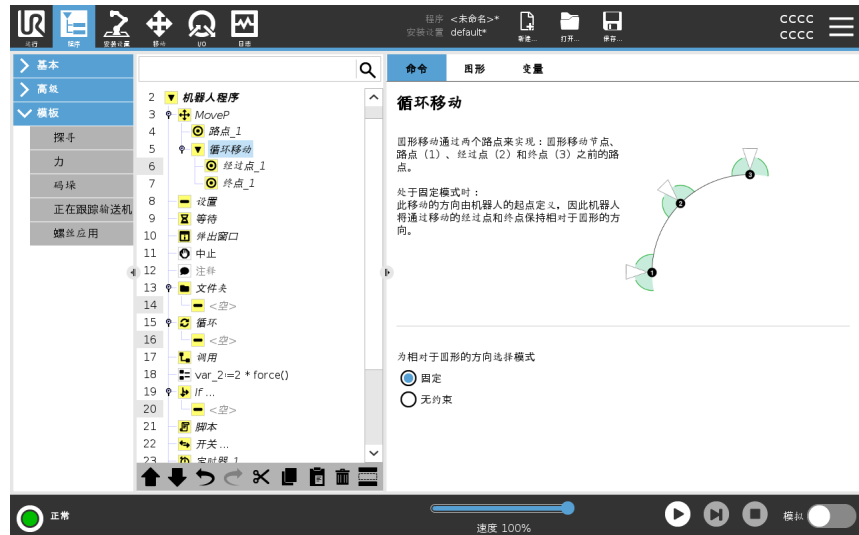 程序 <未命名>*
安装设置 default*
新建... 打开... 保存...
cccc
cccc
运行 程序 安装设置 移动 I/O 日志
基本
高级
模板
探寻
力
码垛
正在跟踪输送机
螺丝应用
2 机器人程序
3 MoveP
4 路点_1
5 循环移动
6 经过点_1
7 终点_1
8 设置
9 等待
10 弹出窗口
11 中止
12 注释
13 文件夹
14 <空>
15 循环
16 <空>
17 调用
18 var_2≔2 * force()
19 If ...
20 <空>
21 脚本
22 开关 ...
23 定时器_1
命令 图形 变量
循环移动
圆形移动通过两个路点来实现：圆形移动节点、
路点（1）、经过点（2）和终点（3）之前的路
点。
处于固定模式时：
此移动的方向由机器人的起点定义，因此机器人
将通过移动的经过点和终点保持相对于圆形的方
向。
1
2
3
为相对于圆形的方向选择模式
固定
无约束
正常
速度 100%
模拟